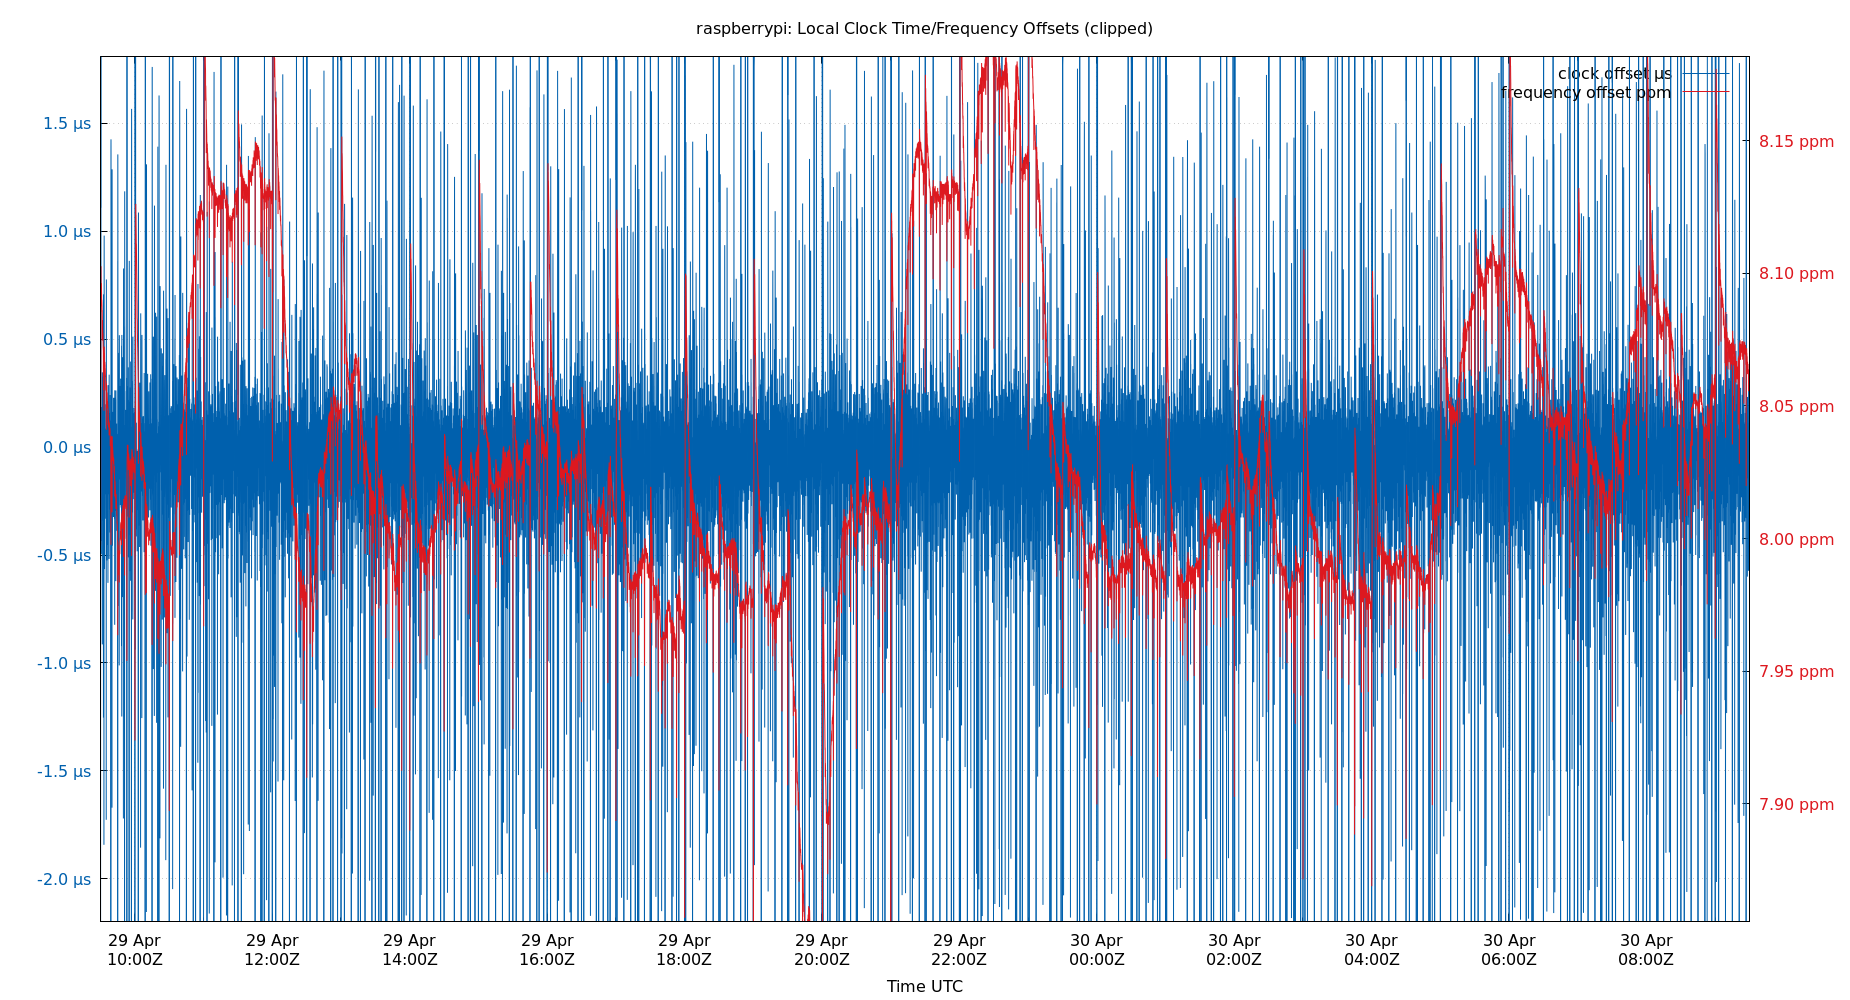 raspberrypi: Local Clock Time/Frequency Offsets (clipped)
clock offset µs
frequency offset ppm
1.5 µs
1.0 µs
0.5 µs
0.0 µs
-0.5 µs
-1.0 µs
-1.5 µs
-2.0 µs
8.15 ppm
8.10 ppm
8.05 ppm
8.00 ppm
7.95 ppm
7.90 ppm
29 Apr 29 Apr 29 Apr 29 Apr 29 Apr 29 Apr 29 Apr 30 Apr 30 Apr 30 Apr 30 Apr 30 Apr
10:00Z 12:00Z 14:00Z 16:00Z 18:00Z 20:00Z 22:00Z 00:00Z 02:00Z 04:00Z 06:00Z 08:00Z
Time UTC